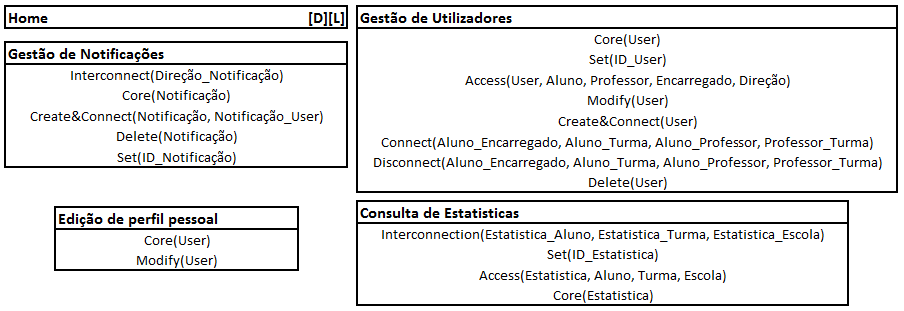 Home [D][L]
Gestão de Notificações
Interconnect(Direção_Notificação)
Core(Notificação)
Create&Connect(Notificação, Notificação_User)
Delete(Notificação)
Set(ID_Notificação)
Edição de perfil pessoal
Core(User)
Modify(User)
Gestão de Utilizadores
Core(User)
Set(ID_User)
Access(User, Aluno, Professor, Encarregado, Direção)
Modify(User)
Create&Connect(User)
Connect(Aluno_Encarregado, Aluno_Turma, Aluno_Professor, Professor_Turma)
Disconnect(Aluno_Encarregado, Aluno_Turma, Aluno_Professor, Professor_Turma)
Delete(User)
Consulta de Estatisticas
Interconnection(Estatistica_Aluno, Estatistica_Turma, Estatistica_Escola)
Set(ID_Estatistica)
Access(Estatistica, Aluno, Turma, Escola)
Core(Estatistica)